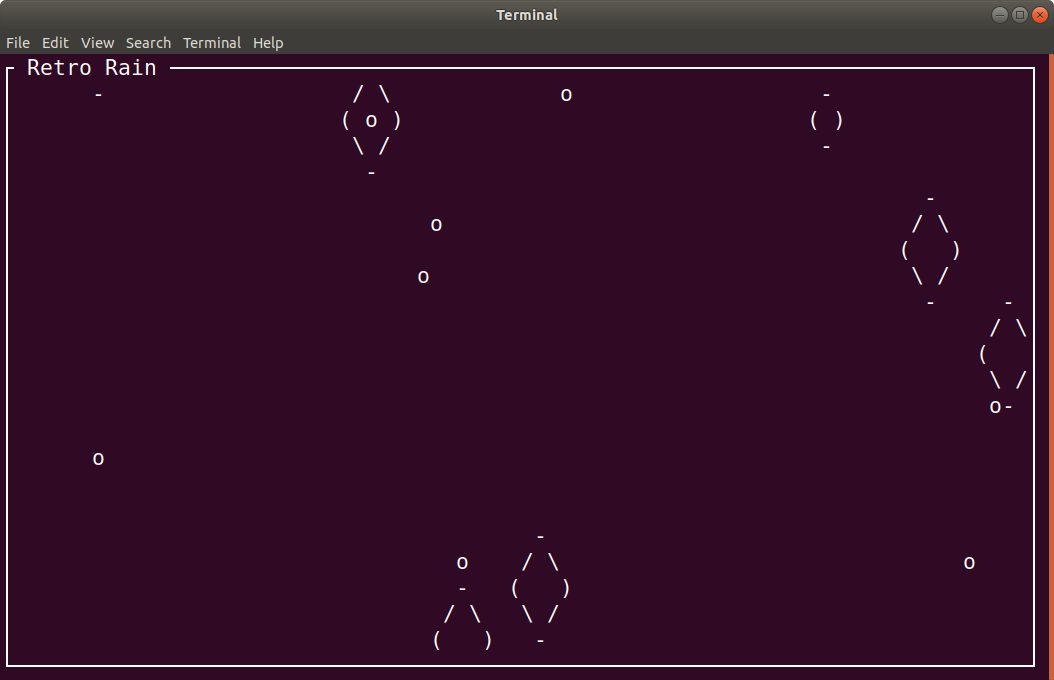 Terminal
File Edit View Search Terminal Help
Retro Rain
- / \ o -
( o ) ( )
\ / -
-
-
o / \
( )
o \ /
- -
/ \
(
\ /
o-
o
-
o / \ o
- ( )
/ \ \ /
( ) -